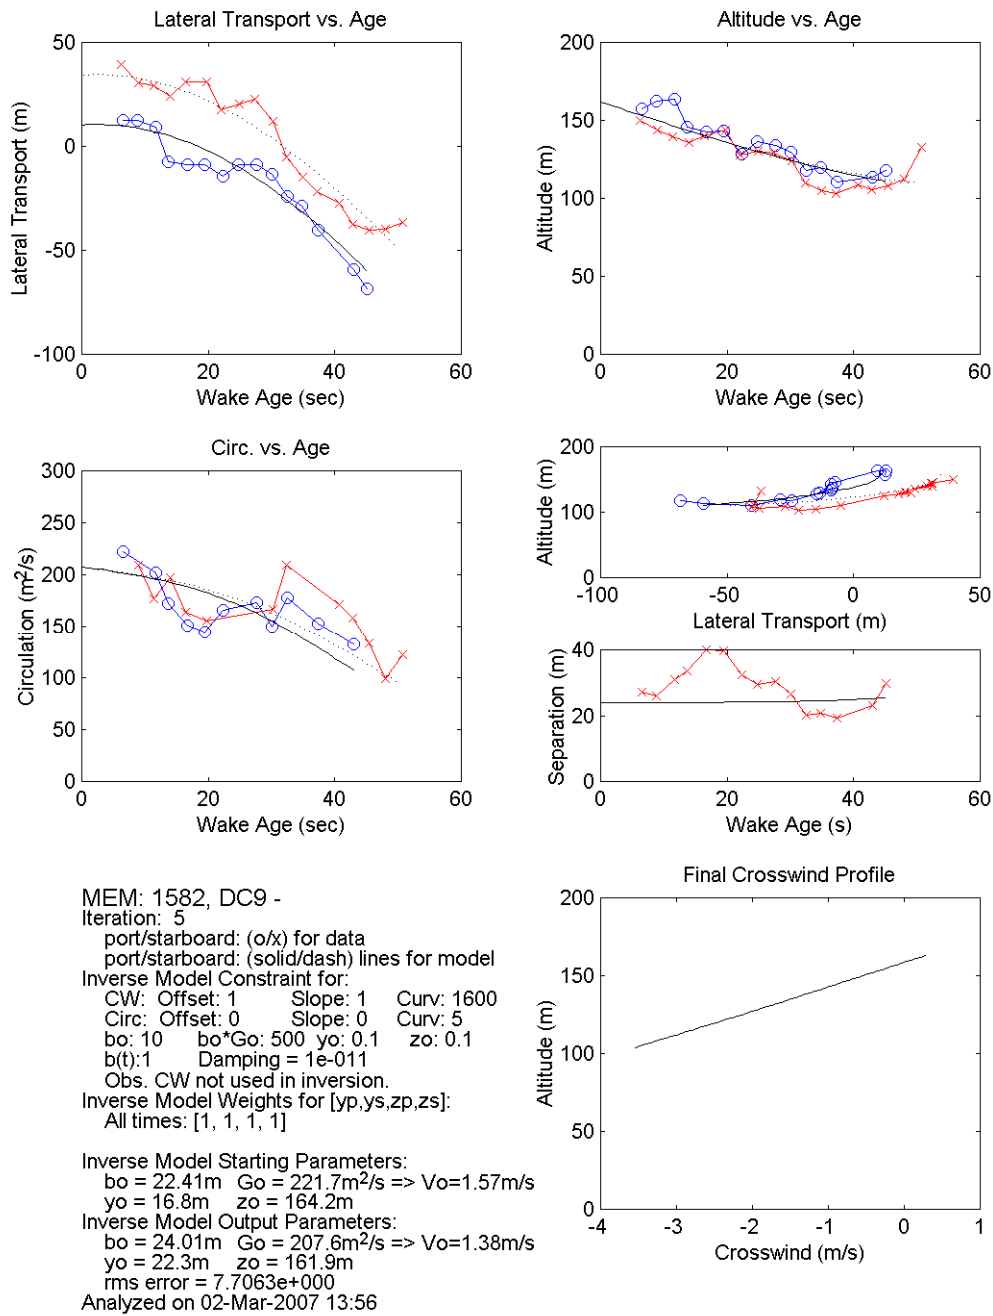 Lateral Transport vs. Age
50
0
-50
-100
0
20
40
60
Lateral Transport (m)
Wake Age (sec)
Altitude vs. Age
200
150
100
50
0
0
20
40
60
Altitude (m)
Wake Age (sec)
Circ. vs. Age
300
250
200
150
100
50
0
0
20
40
60
Circulation (m²/s)
Wake Age (sec)
200
100
0
-100
-50
0
50
Altitude (m)
Lateral Transport (m)
40
20
0
0
20
40
60
Separation (m)
Wake Age (s)
MEM: 1582, DC9 -
Iteration: 5
port/starboard: (o/x) for data
port/starboard: (solid/dash) lines for model
Inverse Model Constraint for:
CW: Offset: 1 Slope: 1 Curv: 1600
Circ: Offset: 0 Slope: 0 Curv: 5
bo: 10 bo*Go: 500 yo: 0.1 zo: 0.1
b(t):1 Damping = 1e-011
Obs. CW not used in inversion.
Inverse Model Weights for [yp,ys,zp,zs]:
All times: [1, 1, 1, 1]
Inverse Model Starting Parameters:
bo = 22.41m Go = 221.7m²/s => Vo=1.57m/s
yo = 16.8m zo = 164.2m
Inverse Model Output Parameters:
bo = 24.01m Go = 207.6m²/s => Vo=1.38m/s
yo = 22.3m zo = 161.9m
rms error = 7.7063e+000
Analyzed on 02-Mar-2007 13:56
Final Crosswind Profile
200
150
100
50
0
-4
-3
-2
-1
0
1
Altitude (m)
Crosswind (m/s)